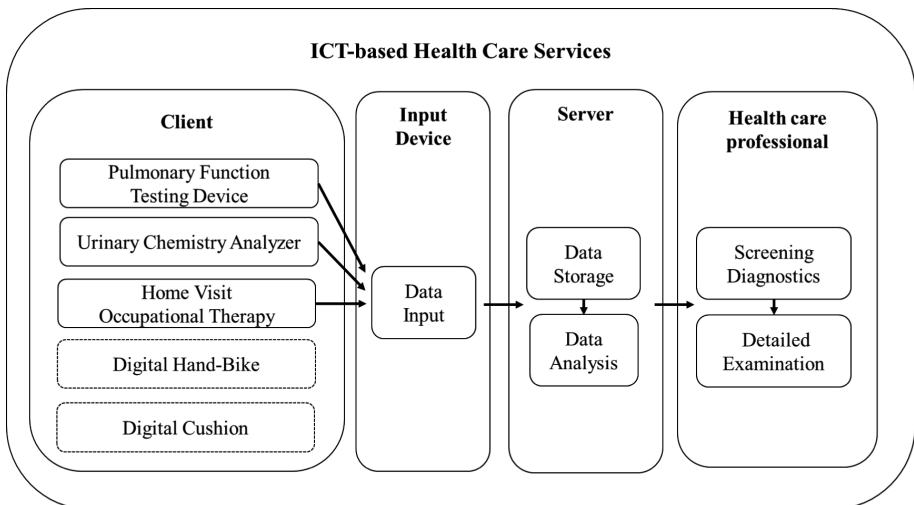 ICT-based Health Care Services
Client
Pulmonary Function
Testing Device
Urinary Chemistry Analyzer
Home Visit
Occupational Therapy
Digital Hand-Bike
Digital Cushion
Input
Device
Data
Input
Server
Data
Storage
Data
Analysis
Health care
professional
Screening
Diagnostics
Detailed
Examination